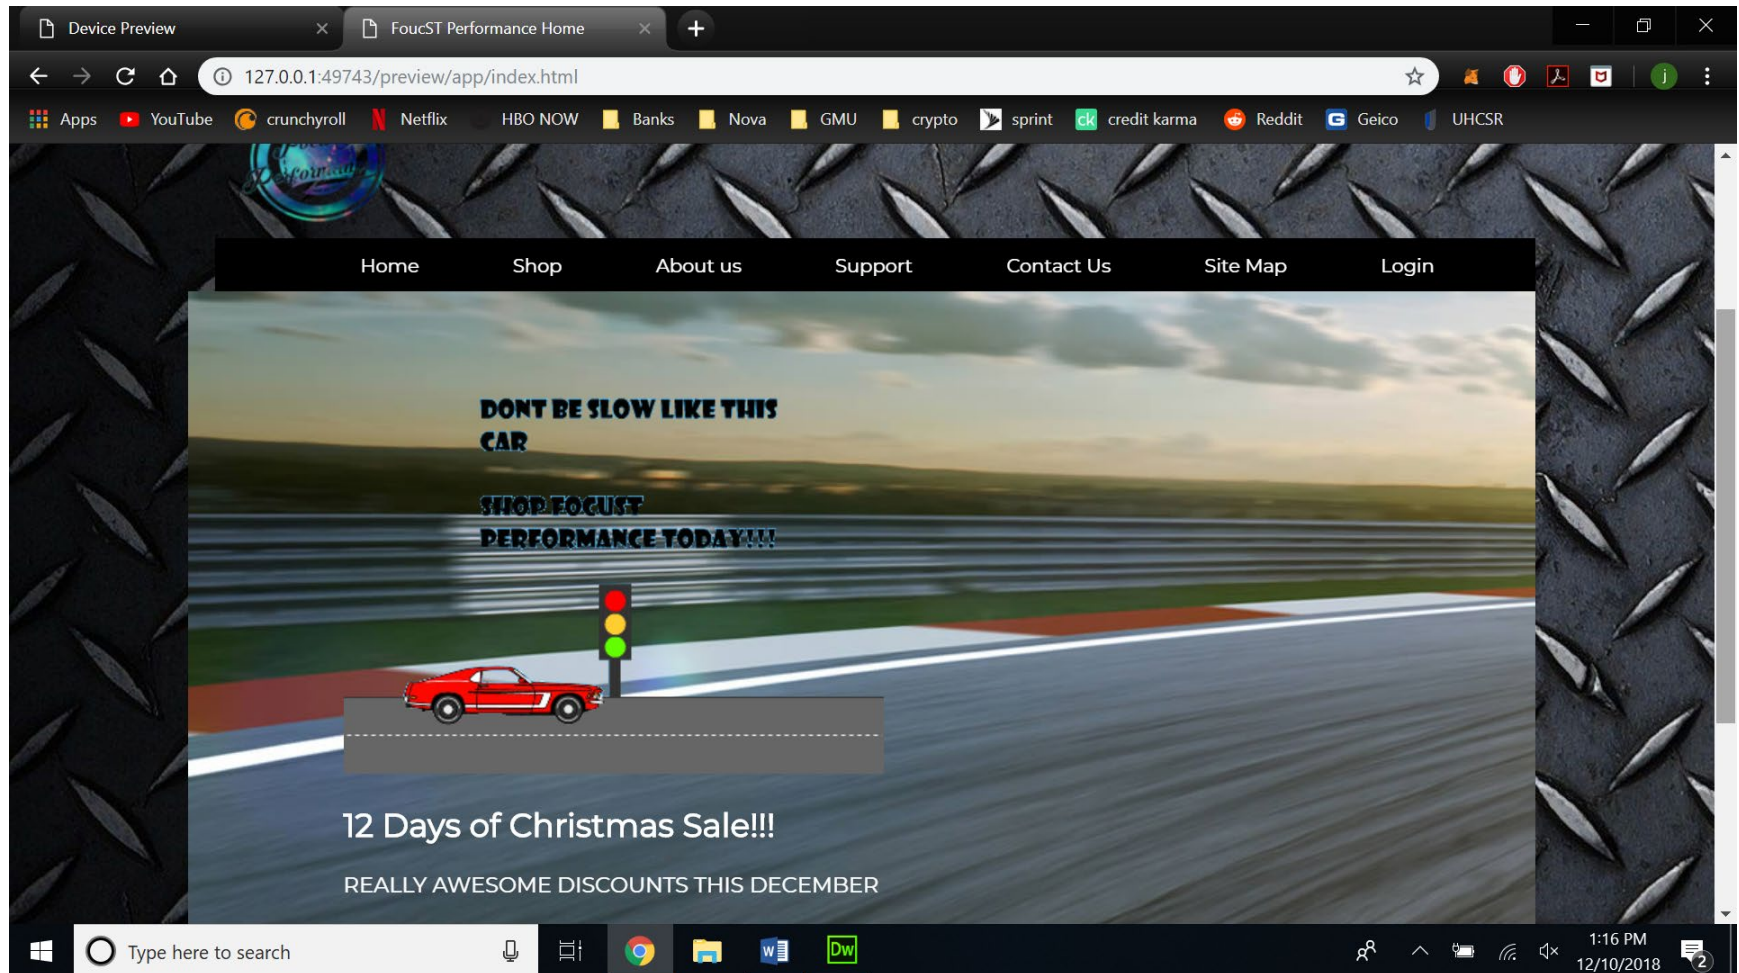 Device Preview
FoucST Performance Home
127.0.0.1:49743/preview/app/index.html
j
Apps YouTube crunchyroll Netflix HBO NOW Banks Nova GMU crypto sprint ck credit karma Reddit Geico UHCSR
Home Shop About us Support Contact Us Site Map Login
DONT BE SLOW LIKE THIS
CAR
SHOP FOCUST
PERFORMANCE TODAY!!!
12 Days of Christmas Sale!!!
REALLY AWESOME DISCOUNTS THIS DECEMBER
Type here to search
W
Dw
1:16 PM
12/10/2018
2